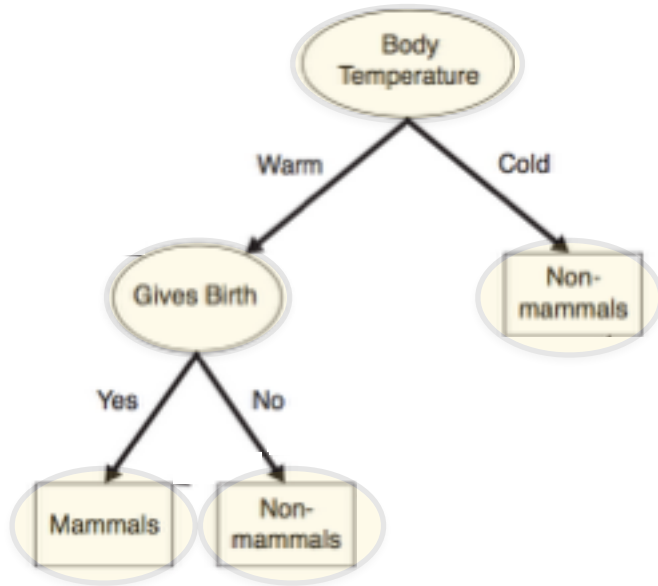 Body
Temperature
Warm
Cold
Gives Birth
Non-
mammals
Yes
No
Mammals
Non-
mammals